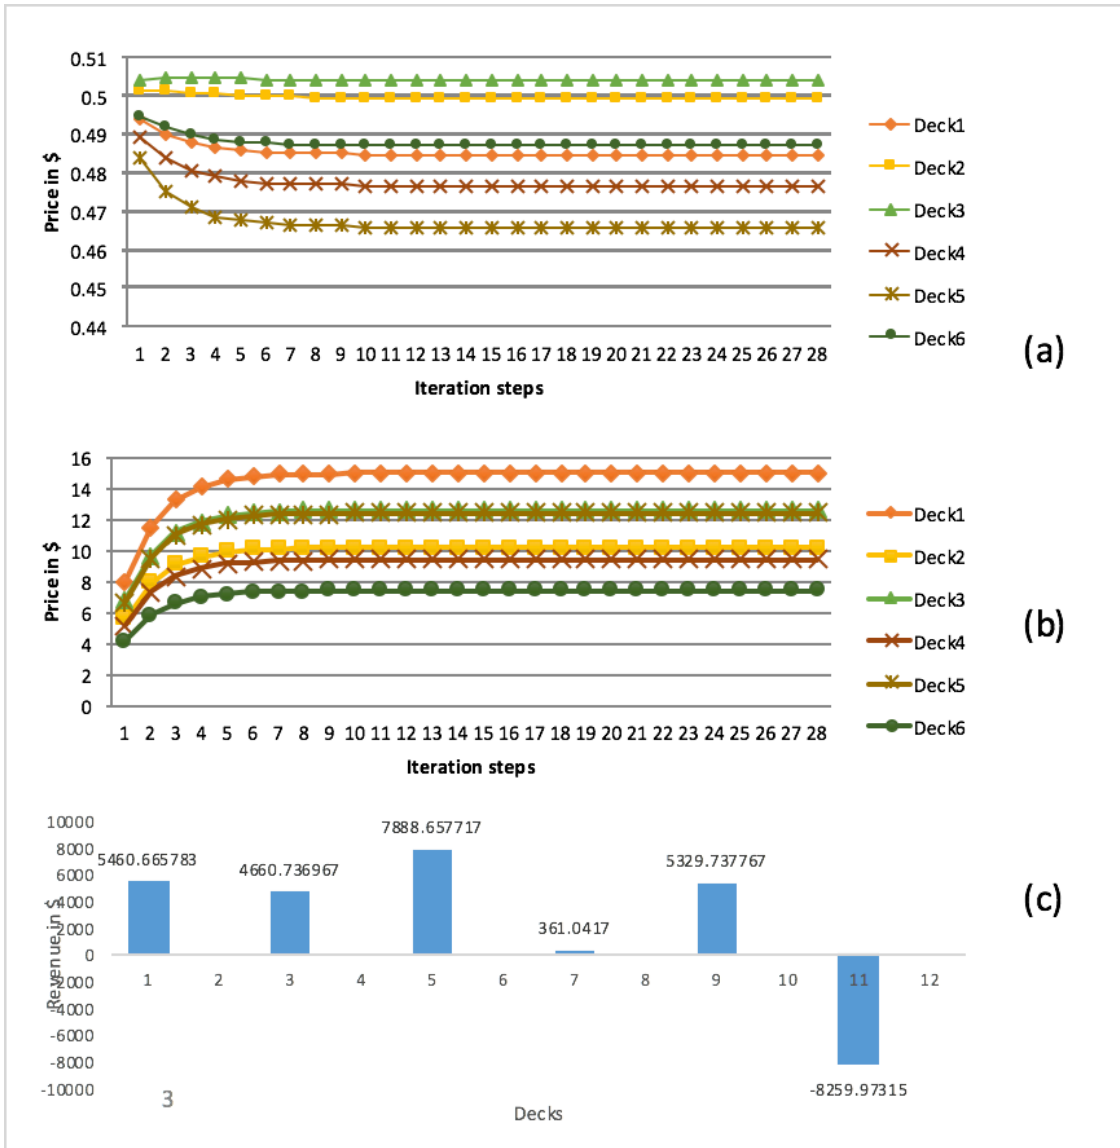 0.51
0.5
0.49
0.48
0.47
0.46
0.45
0.44
Price in $
1 2 3 4 5 6 7 8 9 10 11 12 13 14 15 16 17 18 19 20 21 22 23 24 25 26 27 28
Iteration steps
Deck1
Deck2
Deck3
Deck4
Deck5
Deck6
(a)
16
14
12
10
8
6
4
2
0
Price in $
1 2 3 4 5 6 7 8 9 10 11 12 13 14 15 16 17 18 19 20 21 22 23 24 25 26 27 28
Iteration steps
Deck1
Deck2
Deck3
Deck4
Deck5
Deck6
(b)
10000
8000
6000
4000
2000
0
-2000
-4000
-6000
-8000
-10000
Revenue in $
5460.665783
4660.736967
7888.657717
361.0417
5329.737767
-8259.97315
1 2 3 4 5 6 7 8 9 10 11 12
Decks
3
(c)